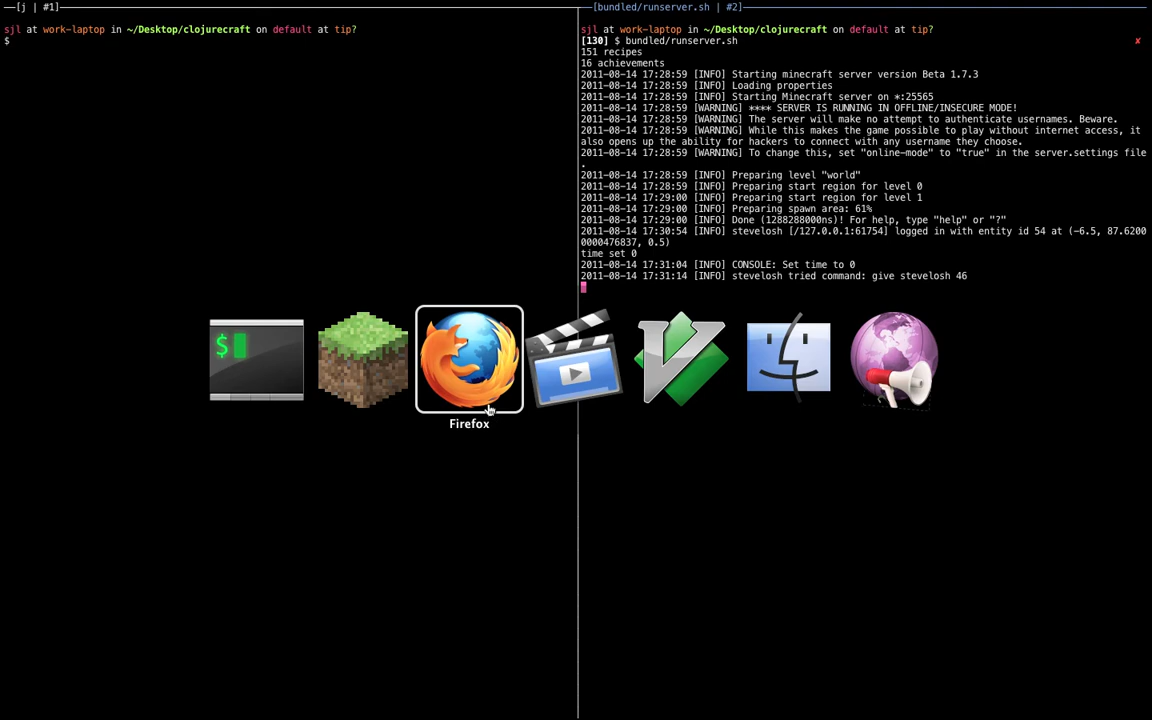 [j | #1]
sjl at work-laptop in ~/Desktop/clojurecraft on default at tip?
$
[bundled/runserver.sh | #2]
sjl at work-laptop in ~/Desktop/clojurecraft on default at tip?
[130] $ bundled/runserver.sh ✘
151 recipes
16 achievements
2011-08-14 17:28:59 [INFO] Starting minecraft server version Beta 1.7.3
2011-08-14 17:28:59 [INFO] Loading properties
2011-08-14 17:28:59 [INFO] Starting Minecraft server on *:25565
2011-08-14 17:28:59 [WARNING] **** SERVER IS RUNNING IN OFFLINE/INSECURE MODE!
2011-08-14 17:28:59 [WARNING] The server will make no attempt to authenticate usernames. Beware.
2011-08-14 17:28:59 [WARNING] While this makes the game possible to play without internet access, it
also opens up the ability for hackers to connect with any username they choose.
2011-08-14 17:28:59 [WARNING] To change this, set "online-mode" to "true" in the server.settings file
.
2011-08-14 17:28:59 [INFO] Preparing level "world"
2011-08-14 17:28:59 [INFO] Preparing start region for level 0
2011-08-14 17:29:00 [INFO] Preparing start region for level 1
2011-08-14 17:29:00 [INFO] Preparing spawn area: 61%
2011-08-14 17:29:00 [INFO] Done (1288288000ns)! For help, type "help" or "?"
2011-08-14 17:30:54 [INFO] stevelosh [/127.0.0.1:61754] logged in with entity id 54 at (-6.5, 87.6200
0000476837, 0.5)
time set 0
2011-08-14 17:31:04 [INFO] CONSOLE: Set time to 0
2011-08-14 17:31:14 [INFO] stevelosh tried command: give stevelosh 46
$
Firefox